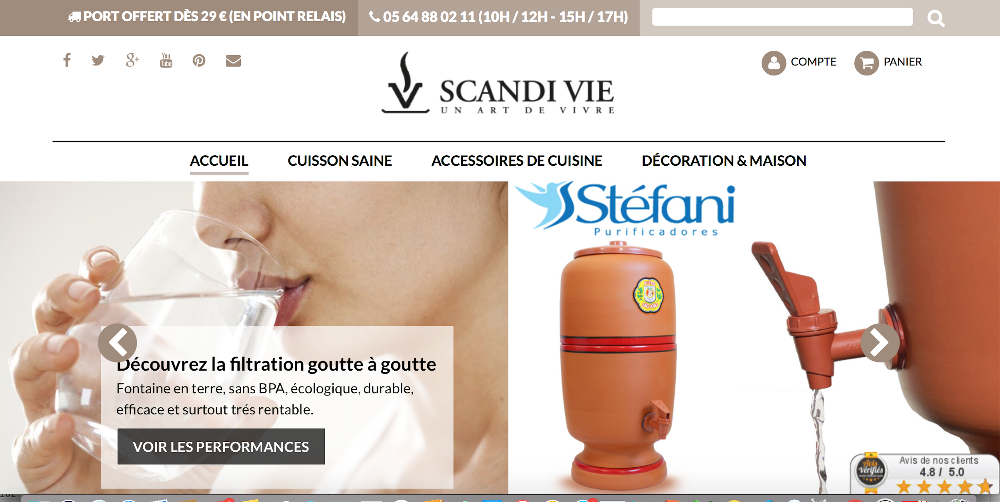 PORT OFFERT DÈS 29 € (EN POINT RELAIS)
05 64 88 02 11 (10H / 12H - 15H / 17H)
You
Tube
COMPTE
PANIER
SCANDI VIE
UN ART DE VIVRE
ACCUEIL
CUISSON SAINE
ACCESSOIRES DE CUISINE
DÉCORATION & MAISON
Stéfani
Purificadores
FILTRO
SÃO JOÃO
Découvrez la filtration goutte à goutte
Fontaine en terre, sans BPA, écologique, durable,
efficace et surtout trés rentable.
VOIR LES PERFORMANCES
Avis
Vérifiés
Avis de nos clients
4.8 / 5.0